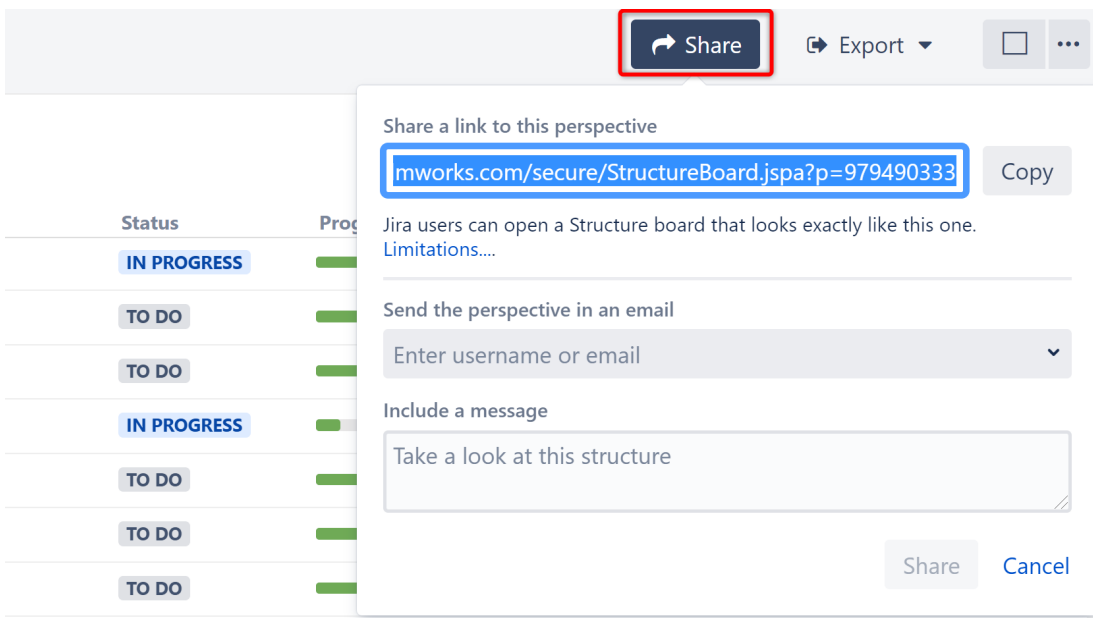 Share
Export
Share a link to this perspective
mworks.com/secure/StructureBoard.jspa?p=979490333
Copy
Jira users can open a Structure board that looks exactly like this one.
Limitations....
Status
Prog
IN PROGRESS
TO DO
TO DO
IN PROGRESS
TO DO
TO DO
TO DO
Send the perspective in an email
Enter username or email
Include a message
Take a look at this structure
Share
Cancel